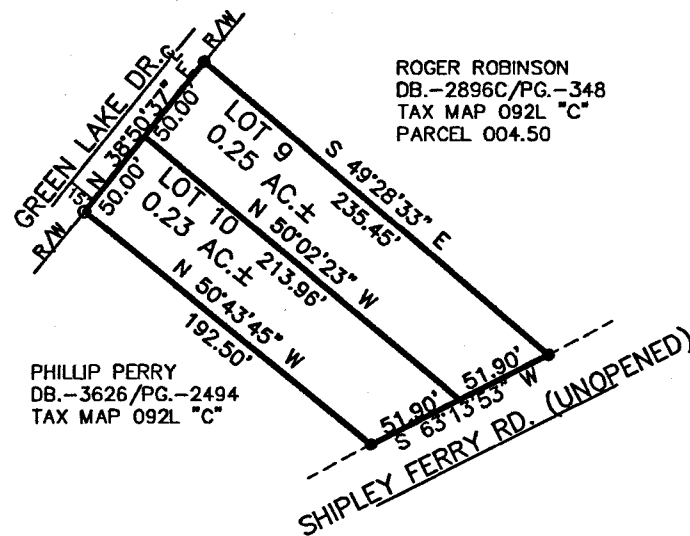 GREEN LAKE DR.
℄
R/W
N 38°50'37" E
50.00'
50.00'
15'
R/W
ROGER ROBINSON
DB.-2896C/PG.-348
TAX MAP 092L "C"
PARCEL 004.50
LOT 9
0.25 AC.±
S 49°28'33" E
235.45'
LOT 10
0.23 AC.±
N 50°02'23" W
213.96'
N 50°43'45" W
192.50'
PHILLIP PERRY
DB.-3626/PG.-2494
TAX MAP 092L "C"
51.90'
51.90'
S 63°13'53" W
SHIPLEY FERRY RD. (UNOPENED)